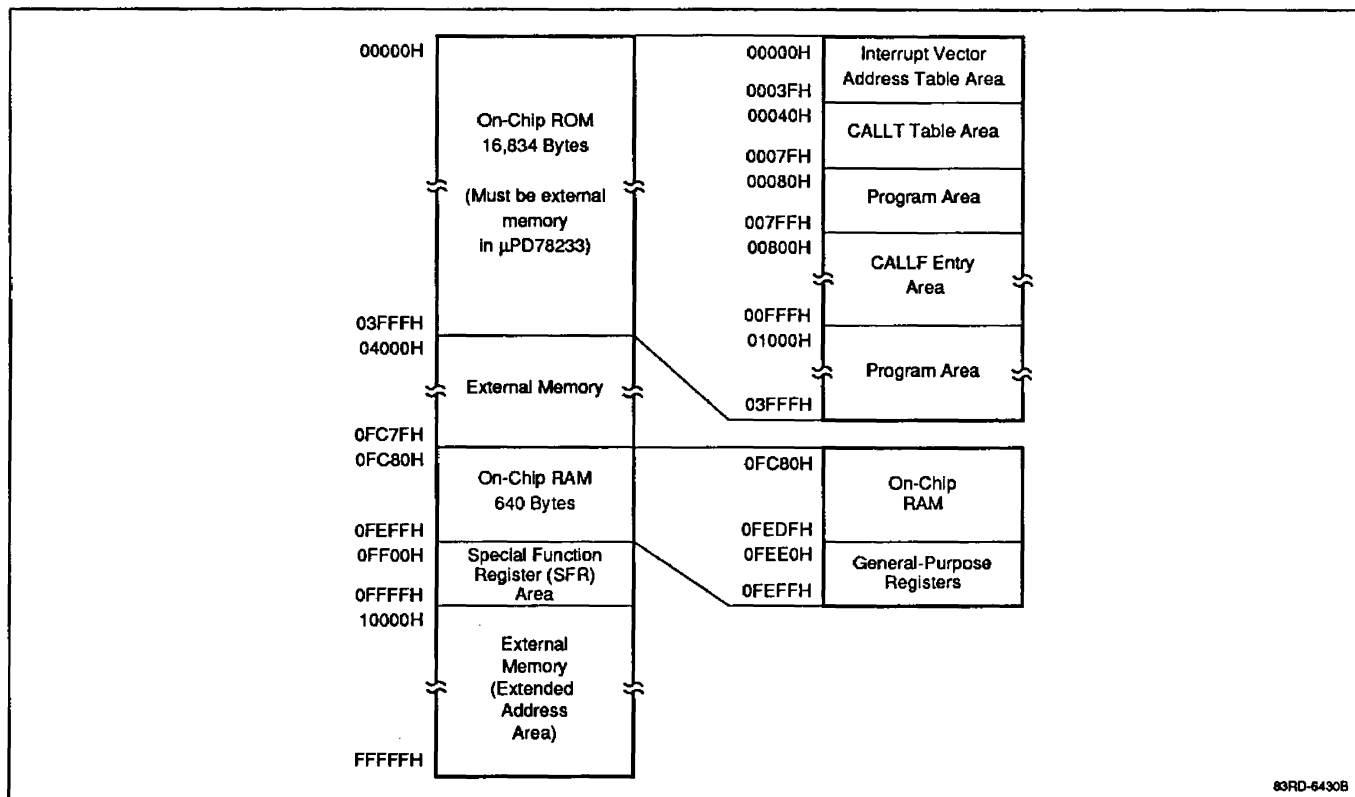 00000H
On-Chip ROM
16,834 Bytes
(Must be external
memory
in µPD78233)
03FFFH
04000H
External Memory
0FC7FH
0FC80H
On-Chip RAM
640 Bytes
0FEFFH
0FF00H
Special Function
Register (SFR)
Area
0FFFFH
10000H
External
Memory
(Extended
Address
Area)
FFFFFH
00000H
Interrupt Vector
Address Table Area
0003FH
00040H
CALLT Table Area
0007FH
00080H
Program Area
007FFH
00800H
CALLF Entry
Area
00FFFH
01000H
Program Area
03FFFH
0FC80H
On-Chip
RAM
0FEDFH
0FEE0H
General-Purpose
Registers
0FEFFH
83RD-6430B